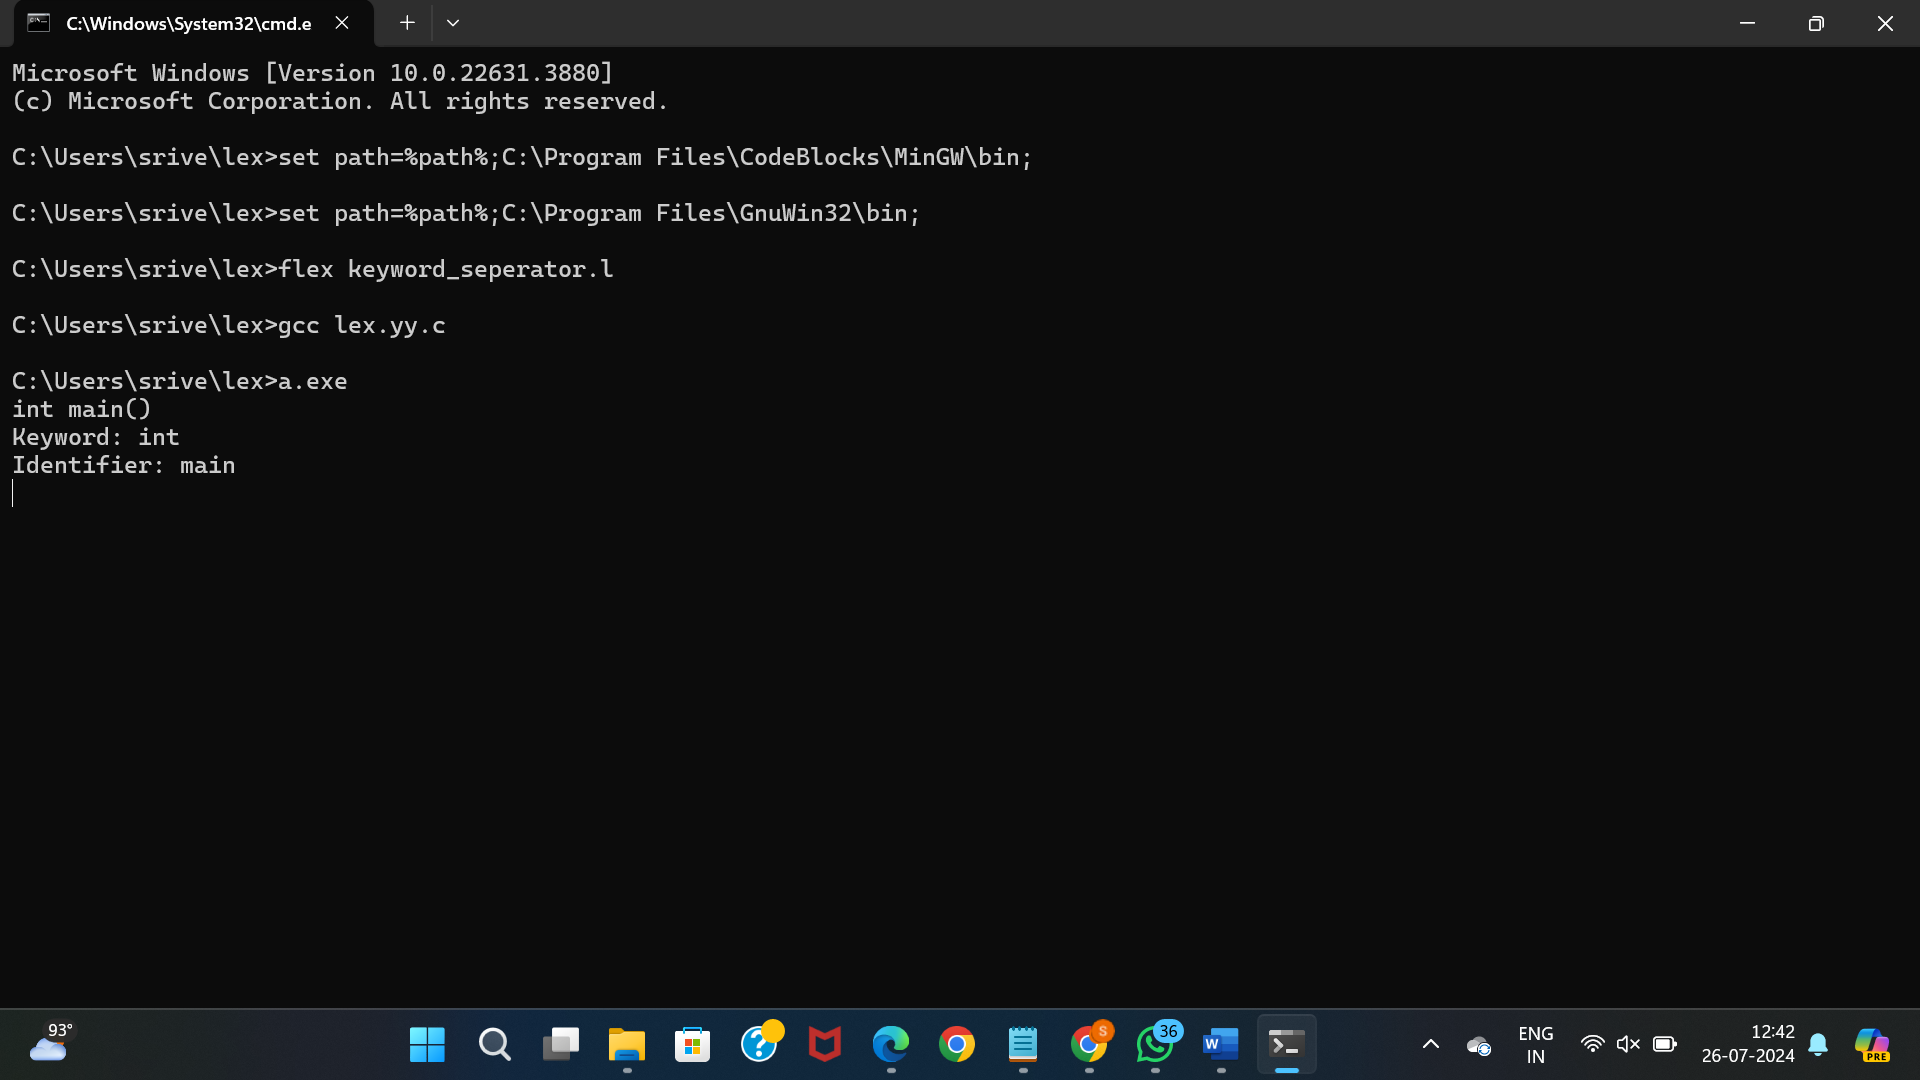 C:\Windows\System32\cmd.e
Microsoft Windows [Version 10.0.22631.3880]
(c) Microsoft Corporation. All rights reserved.
C:\Users\srive\lex>set path=%path%;C:\Program Files\CodeBlocks\MinGW\bin;
C:\Users\srive\lex>set path=%path%;C:\Program Files\GnuWin32\bin;
C:\Users\srive\lex>flex keyword_seperator.l
C:\Users\srive\lex>gcc lex.yy.c
C:\Users\srive\lex>a.exe
int main()
Keyword: int
Identifier: main
93°
S
36
W
ENG
IN
12:42
26-07-2024
PRE